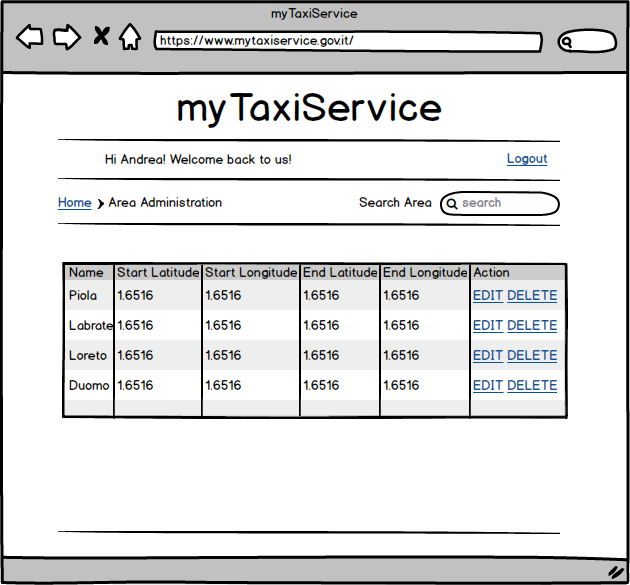 myTaxiService
https://www.mytaxiservice.gov.it/
myTaxiService
Hi Andrea! Welcome back to us! Logout
Home Area Administration Search Area search
Name Start Latitude Start Longitude End Latitude End Longitude Action
Piola 1.6516 1.6516 1.6516 1.6516 EDIT DELETE
Labrate 1.6516 1.6516 1.6516 1.6516 EDIT DELETE
Loreto 1.6516 1.6516 1.6516 1.6516 EDIT DELETE
Duomo 1.6516 1.6516 1.6516 1.6516 EDIT DELETE